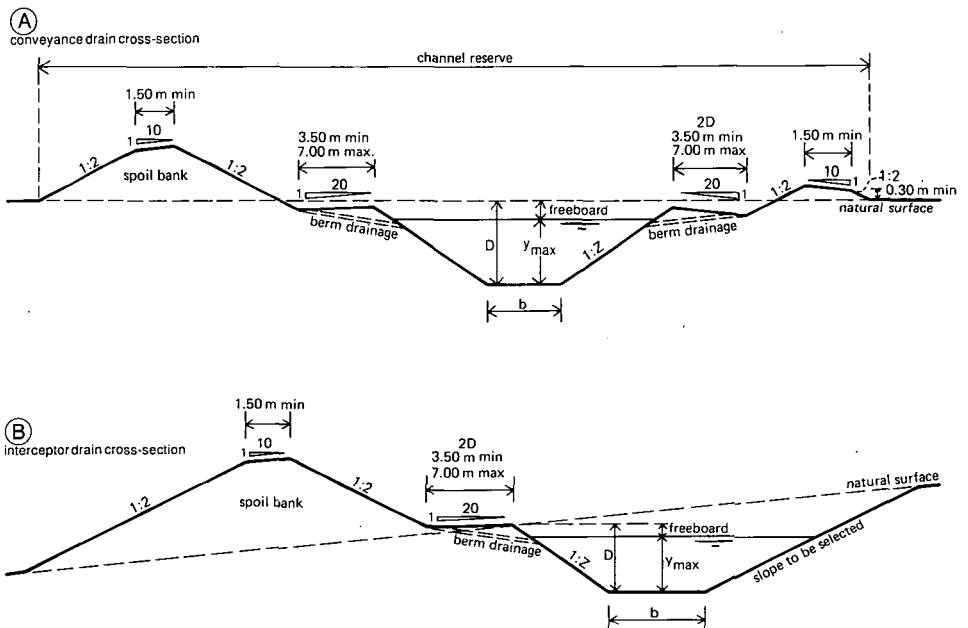 A
conveyance drain cross-section
channel reserve
1.50 m min
10
1
1:2
spoil bank
1:2
3.50 m min
7.00 m max.
20
1
berm drainage
freeboard
D
ymax
b
1:Z
2D
3.50 m min
7.00 m max
20
1
berm drainage
1:2
1.50 m min
10
1
1:2
0.30 m min
natural surface
B
interceptor drain cross-section
1.50 m min
10
1
1:2
spoil bank
1:2
2D
3.50 m min
7.00 m max
20
1
berm drainage
1:Z
freeboard
D
ymax
b
slope to be selected
natural surface